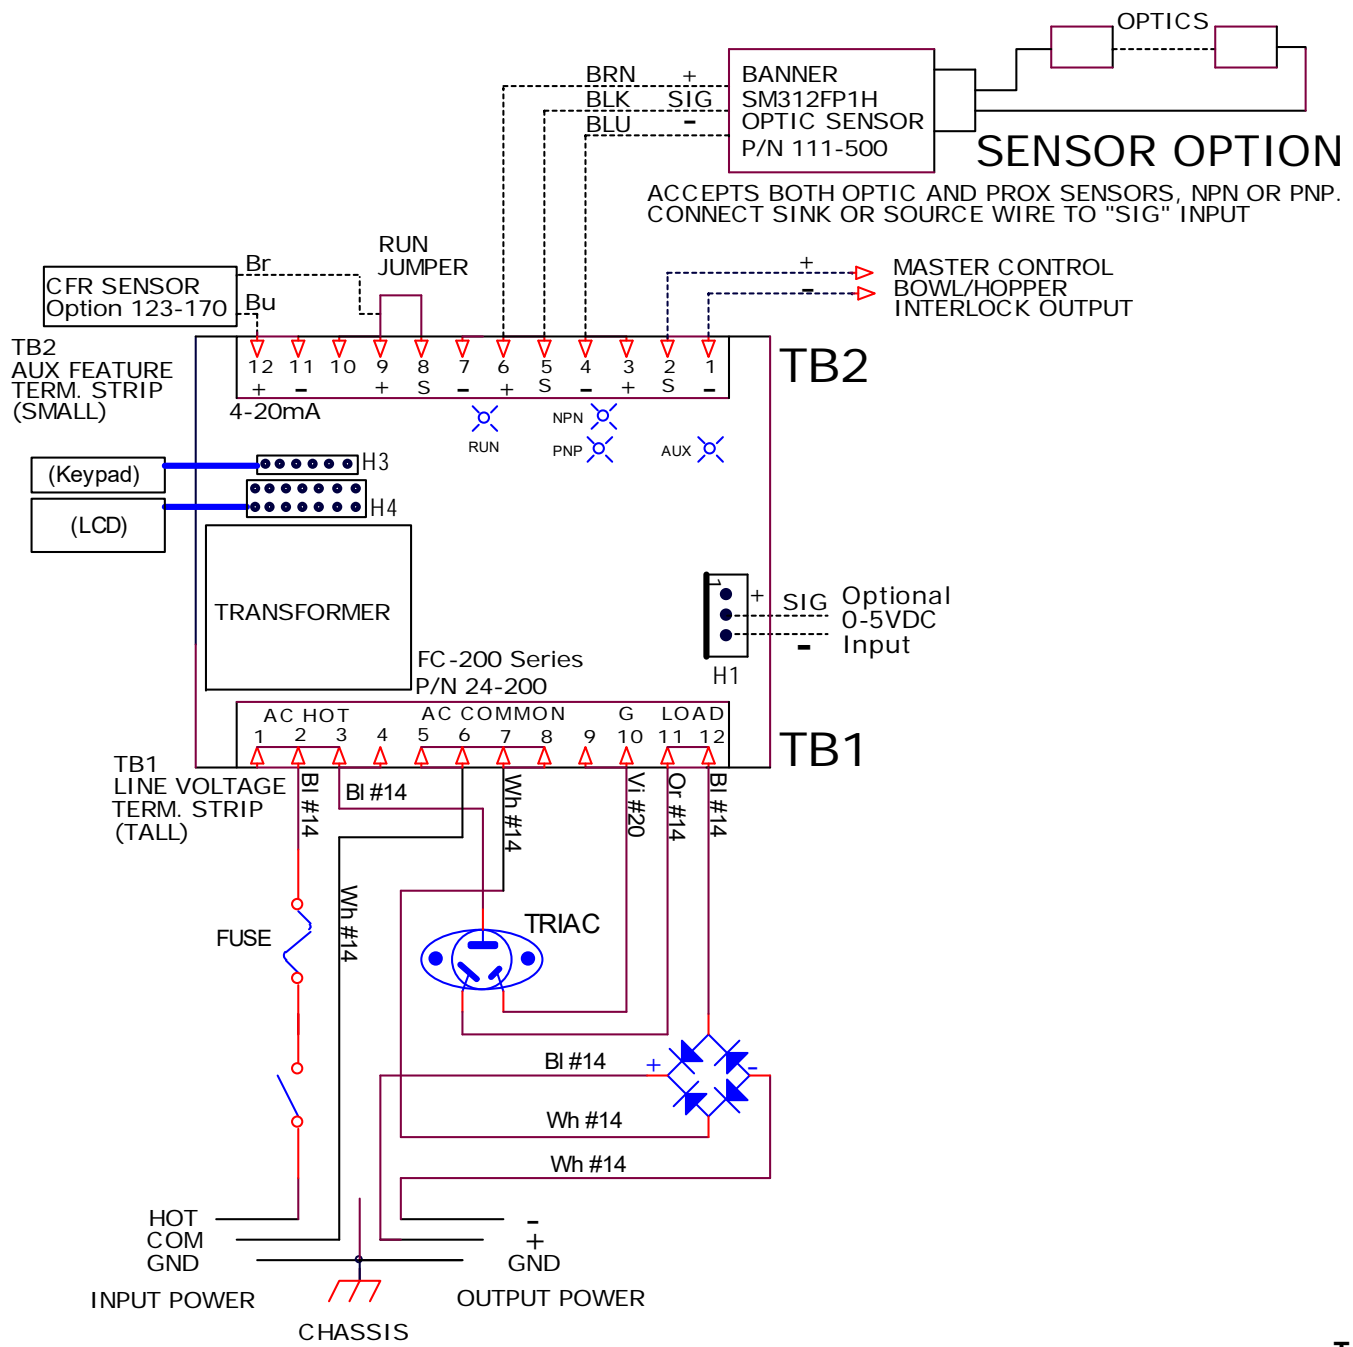 OPTICS
BRN +
BLK SIG
BLU -
BANNER
SM312FP1H
OPTIC SENSOR
P/N 111-500
SENSOR OPTION
ACCEPTS BOTH OPTIC AND PROX SENSORS, NPN OR PNP.
CONNECT SINK OR SOURCE WIRE TO "SIG" INPUT
RUN
JUMPER
Br
CFR SENSOR
Option 123-170
Bu
+ MASTER CONTROL
- BOWL/HOPPER
INTERLOCK OUTPUT
TB2
AUX FEATURE
TERM. STRIP
(SMALL)
12 11 10 9 8 7 6 5 4 3 2 1
+ - + S - + S - + S -
TB2
4-20mA
RUN
NPN
PNP
AUX
(Keypad)
H3
(LCD)
H4
TRANSFORMER
1
+ SIG -
Optional
0-5VDC
Input
H1
FC-200 Series
P/N 24-200
AC HOT AC COMMON G LOAD
1 2 3 4 5 6 7 8 9 10 11 12
TB1
TB1
LINE VOLTAGE
TERM. STRIP
(TALL)
Bl #14
Bl #14
Wh #14
Wh #14
Vi #20
Or #14
Bl #14
FUSE
TRIAC
Bl #14
+ -
Wh #14
Wh #14
HOT
COM
GND
INPUT POWER
-
+
GND
OUTPUT POWER
CHASSIS